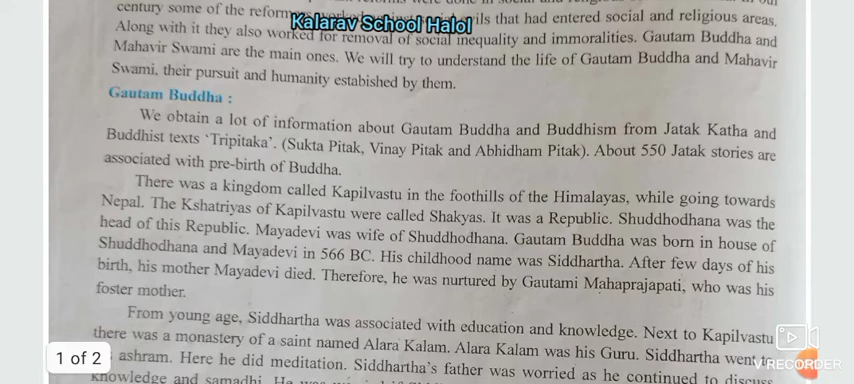 century some of the reform
Kalarav School Halol
ils that had entered social and religious areas.
Along with it they also worked for removal of social inequality and immoralities. Gautam Buddha and
Mahavir Swami are the main ones. We will try to understand the life of Gautam Buddha and Mahavir
Swami, their pursuit and humanity estabished by them.
Gautam Buddha :
We obtain a lot of information about Gautam Buddha and Buddhism from Jatak Katha and
Buddhist texts ‘Tripitaka’. (Sukta Pitak, Vinay Pitak and Abhidham Pitak). About 550 Jatak stories are
associated with pre-birth of Buddha.
There was a kingdom called Kapilvastu in the foothills of the Himalayas, while going towards
Nepal. The Kshatriyas of Kapilvastu were called Shakyas. It was a Republic. Shuddhodhana was the
head of this Republic. Mayadevi was wife of Shuddhodhana. Gautam Buddha was born in house of
Shuddhodhana and Mayadevi in 566 BC. His childhood name was Siddhartha. After few days of his
birth, his mother Mayadevi died. Therefore, he was nurtured by Gautami Mahaprajapati, who was his
foster mother.
From young age, Siddhartha was associated with education and knowledge. Next to Kapilvastu
there was a monastery of a saint named Alara Kalam. Alara Kalam was his Guru. Siddhartha went
ashram. Here he did meditation. Siddhartha's father was worried as he continued to discuss
knowledge and samadhi. He
1 of 2
V RECORDER